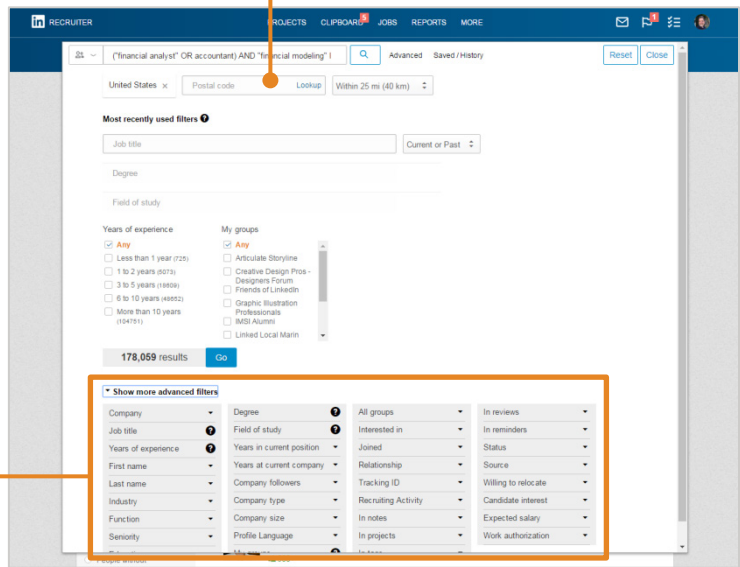 in RECRUITER PROJECTS CLIPBOARD 5 JOBS REPORTS MORE 1
("financial analyst" OR accountant) AND "financial modeling" Advanced Saved / History Reset Close
United States × Postal code Lookup Within 25 mi (40 km)
Most recently used filters ?
Job title Current or Past
Degree
Field of study
Years of experience My groups
Any Any
Less than 1 year (725) Articulate Storyline
1 to 2 years (5073) Creative Design Pros -
Designers Forum
3 to 5 years (18809) Friends of LinkedIn
6 to 10 years (48652) Graphic Illustration
Professionals
More than 10 years
(104751) IMSI Alumni
Linked Local Marin
178,059 results Go
Show more advanced filters
Company Degree ? All groups In reviews
Job title ? Field of study ? Interested in In reminders
Years of experience ? Years in current position Joined Status
First name Years at current company Relationship Source
Last name Company followers Tracking ID Willing to relocate
Industry Company type Recruiting Activity Candidate interest
Function Company size In notes Expected salary
Seniority Profile Language In projects Work authorization